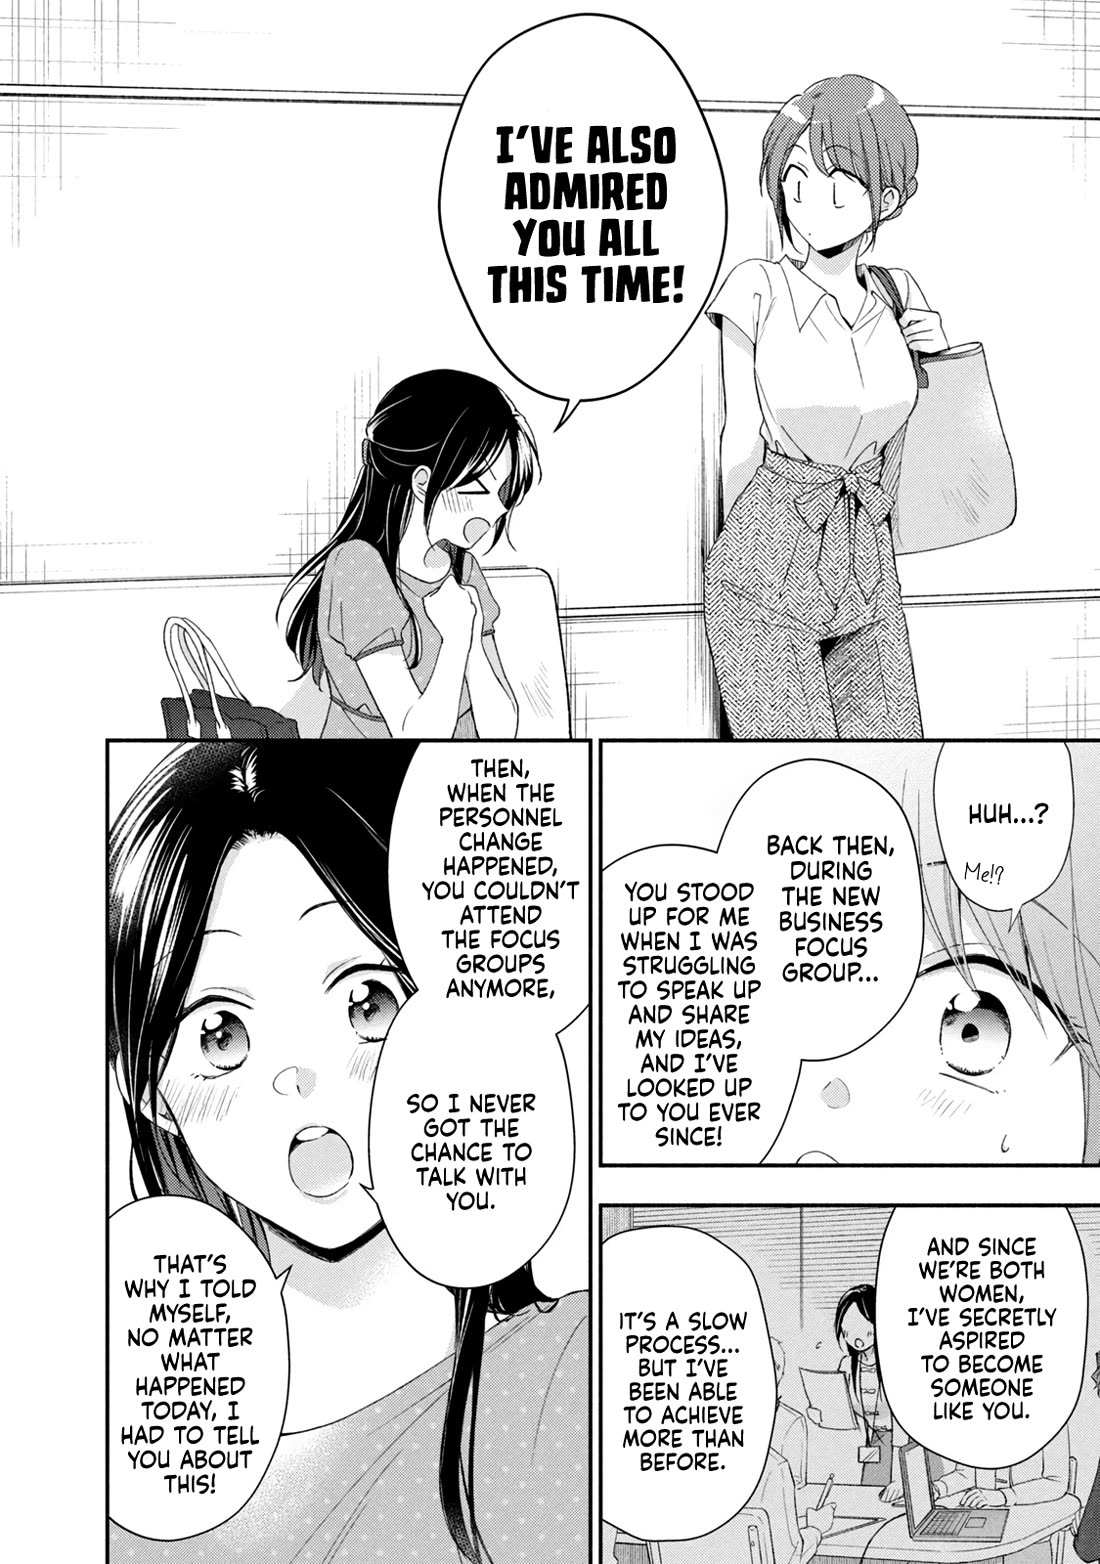 I'VE ALSO
ADMIRED
YOU ALL
THIS TIME!
HUH...?
Me!?
BACK THEN,
DURING
THE NEW
BUSINESS
FOCUS
GROUP...
YOU STOOD
UP FOR ME
WHEN I WAS
STRUGGLING
TO SPEAK UP
AND SHARE
MY IDEAS,
AND I'VE
LOOKED UP
TO YOU EVER
SINCE!
AND SINCE
WE'RE BOTH
WOMEN,
I'VE SECRETLY
ASPIRED
TO BECOME
SOMEONE
LIKE YOU.
IT'S A SLOW
PROCESS...
BUT I'VE
BEEN ABLE
TO ACHIEVE
MORE THAN
BEFORE.
THEN,
WHEN THE
PERSONNEL
CHANGE
HAPPENED,
YOU COULDN'T
ATTEND
THE FOCUS
GROUPS
ANYMORE,
SO I NEVER
GOT THE
CHANCE TO
TALK WITH
YOU.
THAT'S
WHY I TOLD
MYSELF,
NO MATTER
WHAT
HAPPENED
TODAY, I
HAD TO TELL
YOU ABOUT
THIS!